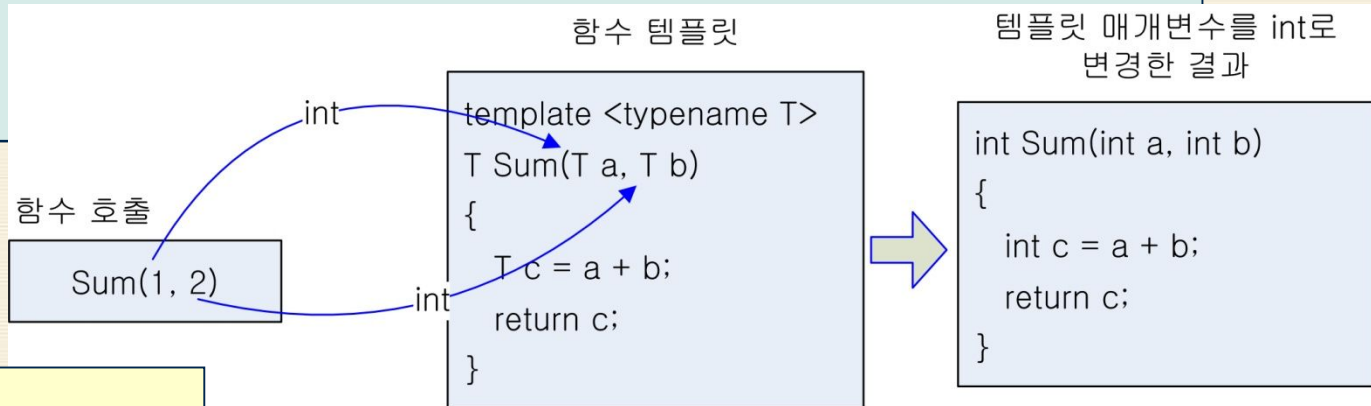 함수 호출
Sum(1, 2)
int
int
함수 템플릿
template <typename T>
T Sum(T a, T b)
{
T c = a + b;
return c;
}
템플릿 매개변수를 int로
변경한 결과
int Sum(int a, int b)
{
int c = a + b;
return c;
}